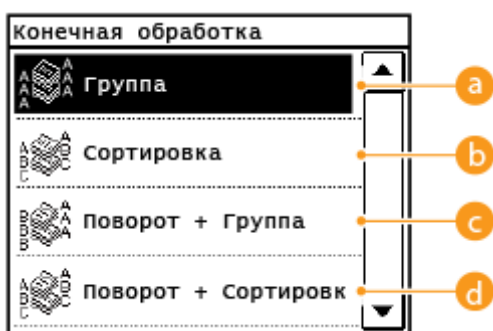 Конечная обработка
A A A A A A Группа a
A B C A B C Сортировка b
B B B A A A Поворот + Группа c
A B C A B C Поворот + Сортировк d